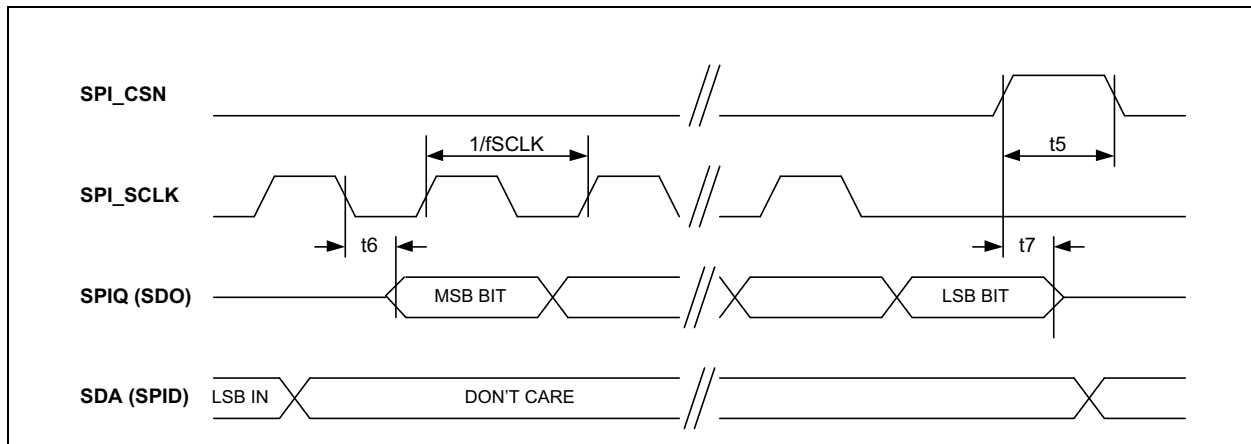 SPI_CSN
1/fSCLK
t5
SPI_SCLK
t6
t7
SPIQ (SDO)
MSB BIT
LSB BIT
SDA (SPID)
LSB IN
DON'T CARE